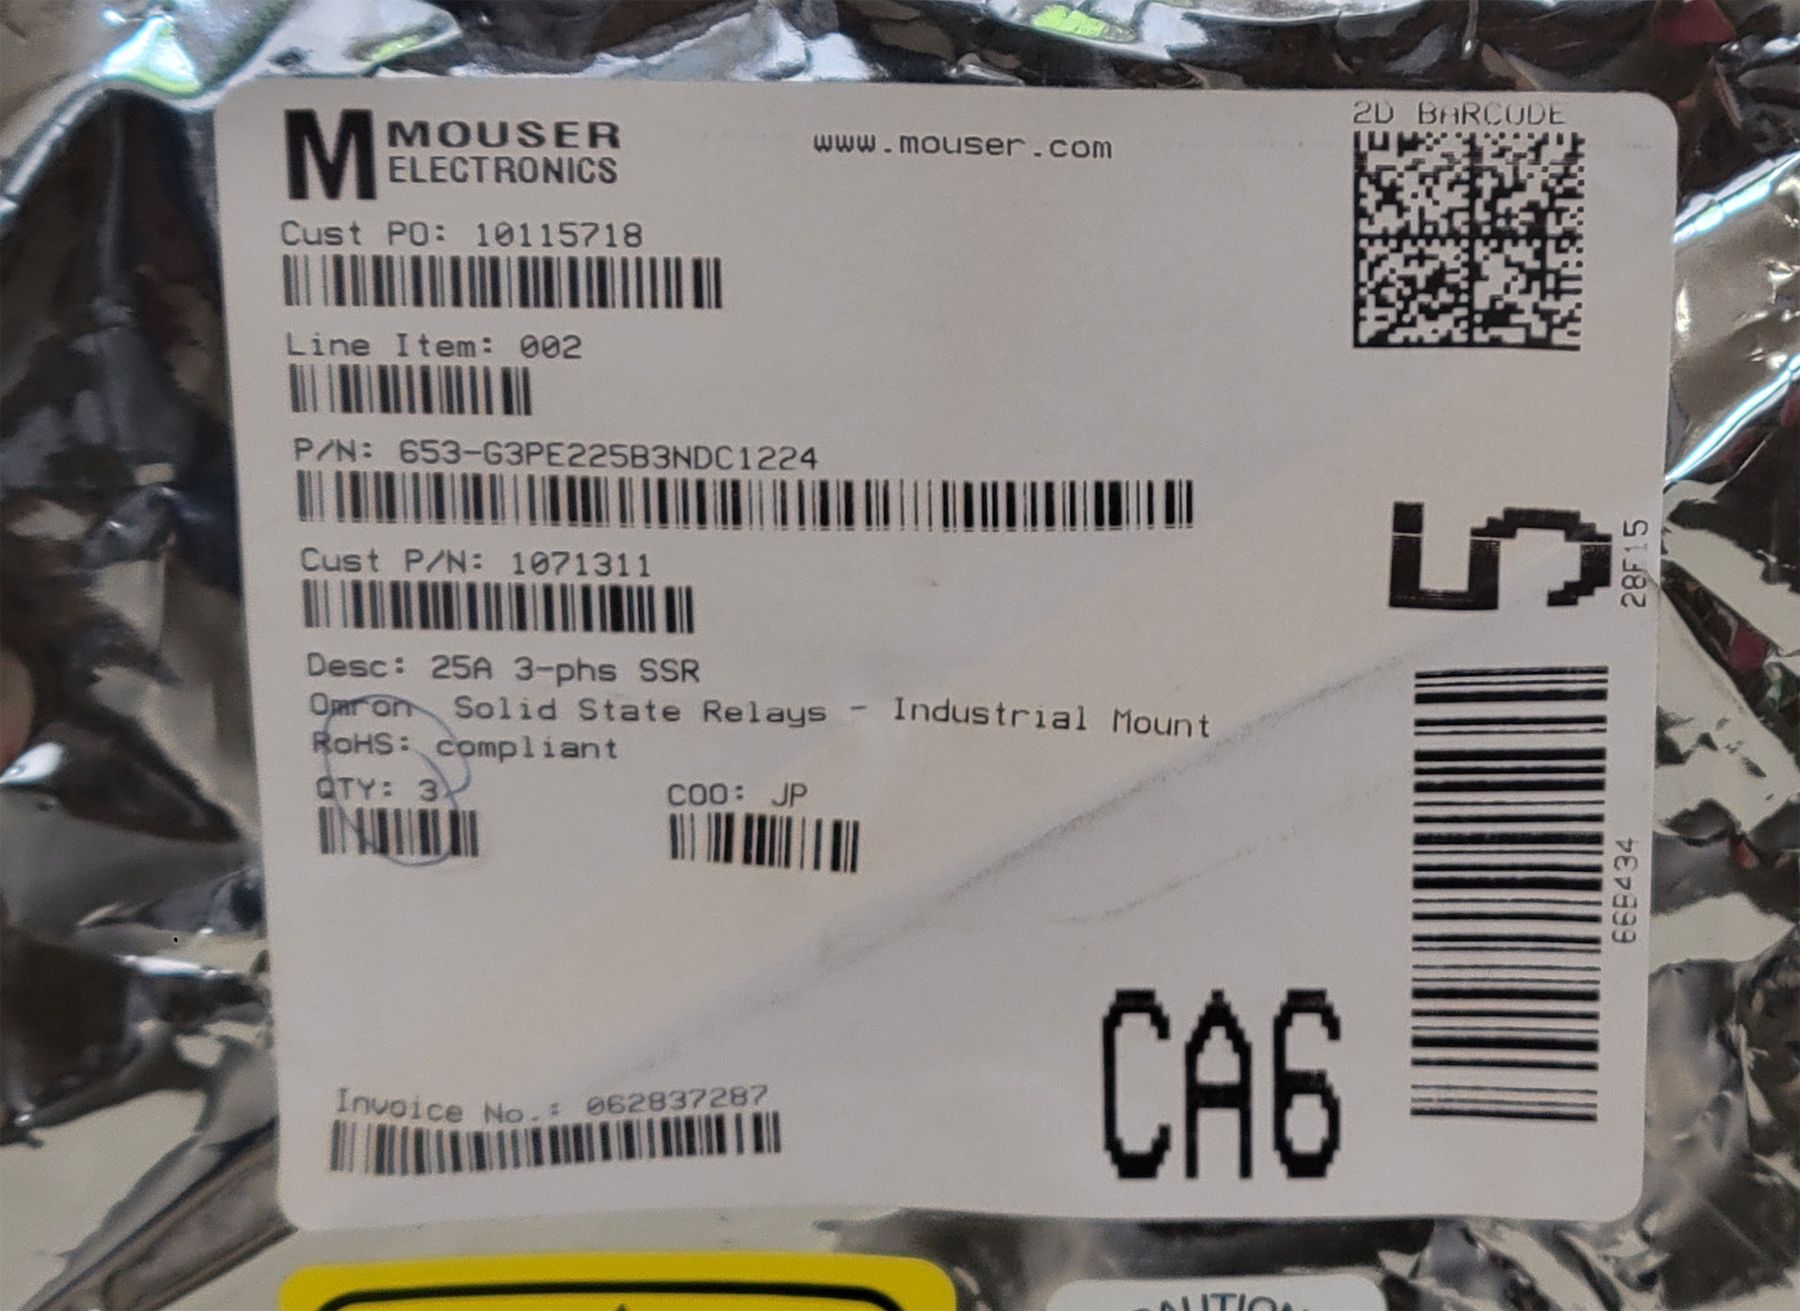 M MOUSER
ELECTRONICS
www.mouser.com
2D BARCODE
Cust PO: 10115718
Line Item: 002
P/N: 653-G3PE225B3NDC1224
Cust P/N: 1071311
Desc: 25A 3-phs SSR
Omron Solid State Relays - Industrial Mount
RoHS: compliant
QTY: 3
COO: JP
5
28F15
66B434
CA6
Invoice No.: 062837287